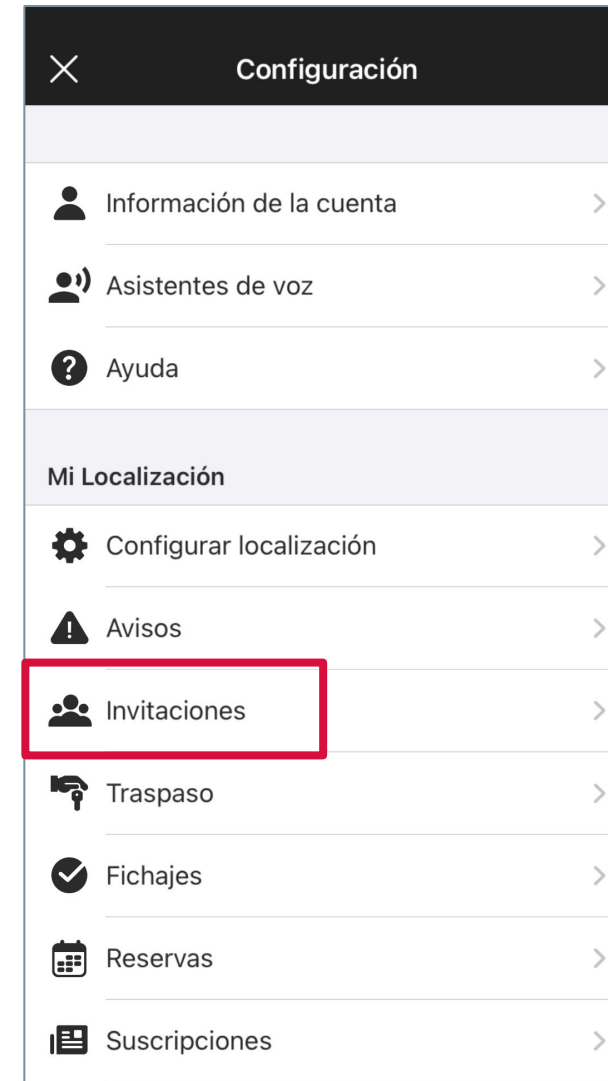 Configuración
Información de la cuenta
Asistentes de voz
Ayuda
Mi Localización
Configurar localización
Avisos
Invitaciones
Traspaso
Fichajes
Reservas
Suscripciones